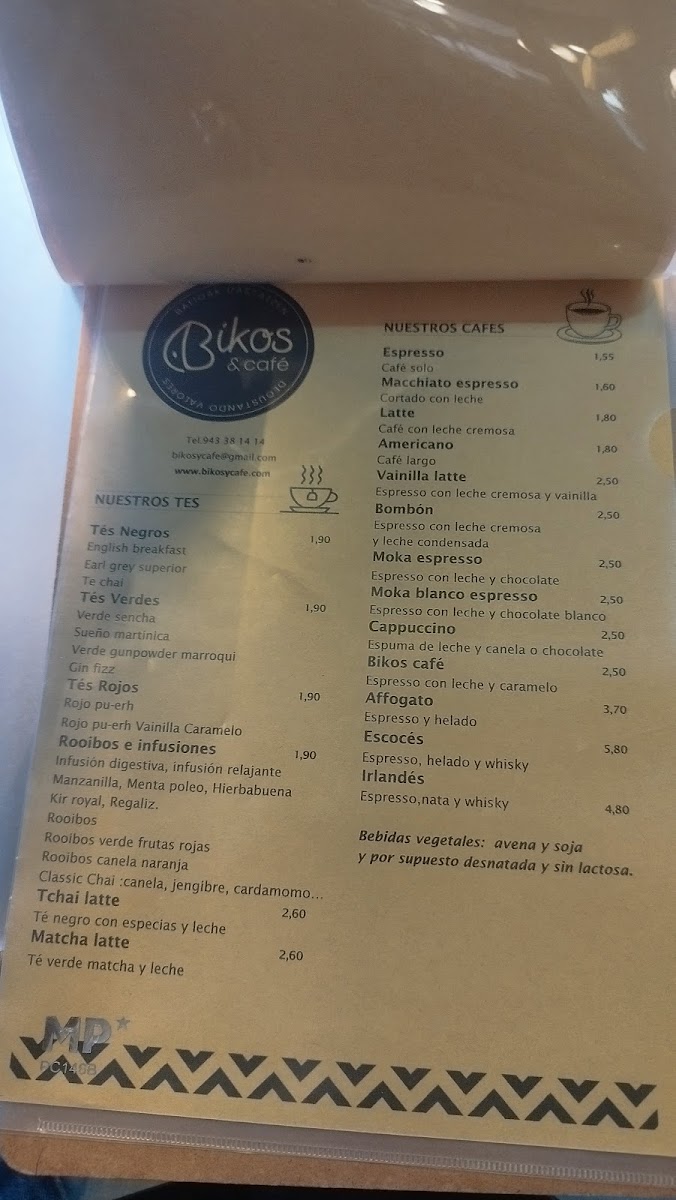 Bikos
& café
DEGUSTANDO VALORES
Tel.943 38 14 14
bikosycafe@gmail.com
www.bikosycafe.com
NUESTROS TES
Tés Negros 1,90
English breakfast
Earl grey superior
Te chai
Tés Verdes 1,90
Verde sencha
Sueño martinica
Verde gunpowder marroqui
Gin fizz
Tés Rojos 1,90
Rojo pu-erh
Rojo pu-erh Vainilla Caramelo
Rooibos e infusiones 1,90
Infusión digestiva, infusión relajante
Manzanilla, Menta poleo, Hierbabuena
Kir royal, Regaliz.
Rooibos
Rooibos verde frutas rojas
Rooibos canela naranja
Classic Chai :canela, jengibre, cardamomo...
Tchai latte 2,60
Té negro con especias y leche
Matcha latte 2,60
Té verde matcha y leche
NUESTROS CAFES
Espresso 1,55
Café solo
Macchiato espresso 1,60
Cortado con leche
Latte 1,80
Café con leche cremosa
Americano 1,80
Café largo
Vainilla latte 2,50
Espresso con leche cremosa y vainilla
Bombón 2,50
Espresso con leche cremosa
y leche condensada
Moka espresso 2,50
Espresso con leche y chocolate
Moka blanco espresso 2,50
Espresso con leche y chocolate blanco
Cappuccino 2,50
Espuma de leche y canela o chocolate
Bikos café 2,50
Espresso con leche y caramelo
Affogato 3,70
Espresso y helado
Escocés 5,80
Espresso, helado y whisky
Irlandés 4,80
Espresso,nata y whisky
Bebidas vegetales: avena y soja
y por supuesto desnatada y sin lactosa.
MP